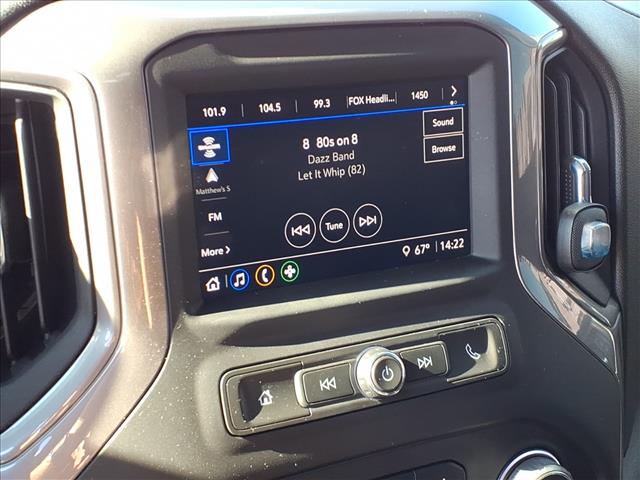 101.9 104.5 99.3 FOX Headli... 1450
8 80s on 8
Dazz Band
Let It Whip (82)
Sound
Browse
Matthew's S
FM
More
Tune
67° 14:22